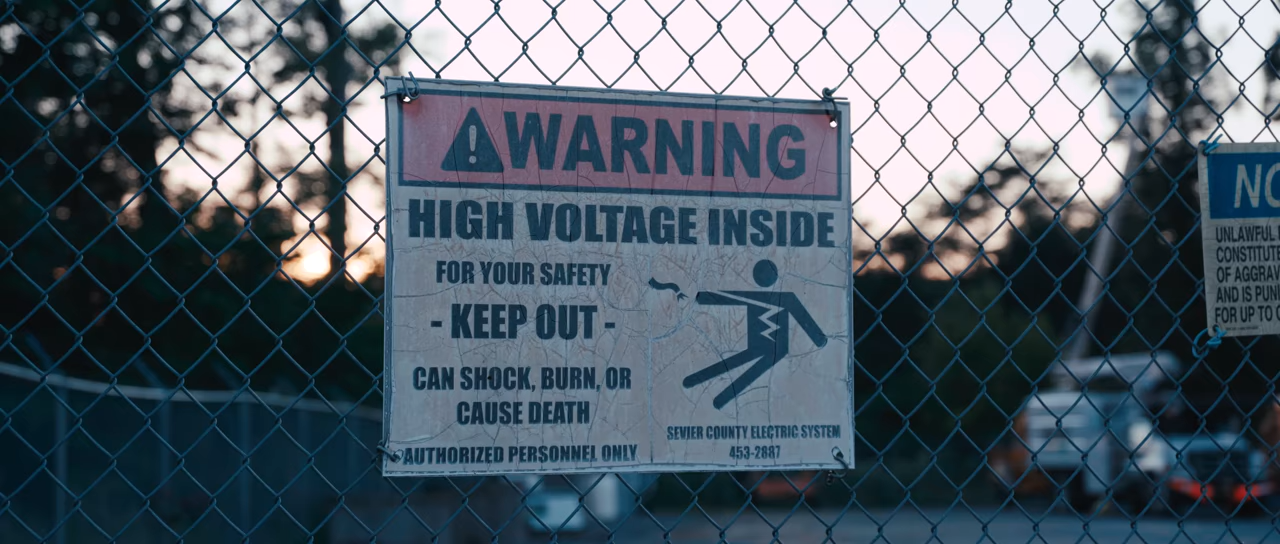 WARNING
HIGH VOLTAGE INSIDE
FOR YOUR SAFETY
- KEEP OUT -
CAN SHOCK, BURN, OR
CAUSE DEATH
AUTHORIZED PERSONNEL ONLY
SEVIER COUNTY ELECTRIC SYSTEM
453-2887
NO
UNLAWFUL
CONSTITUTE
OF AGGRAV
AND IS PUN
FOR UP TO